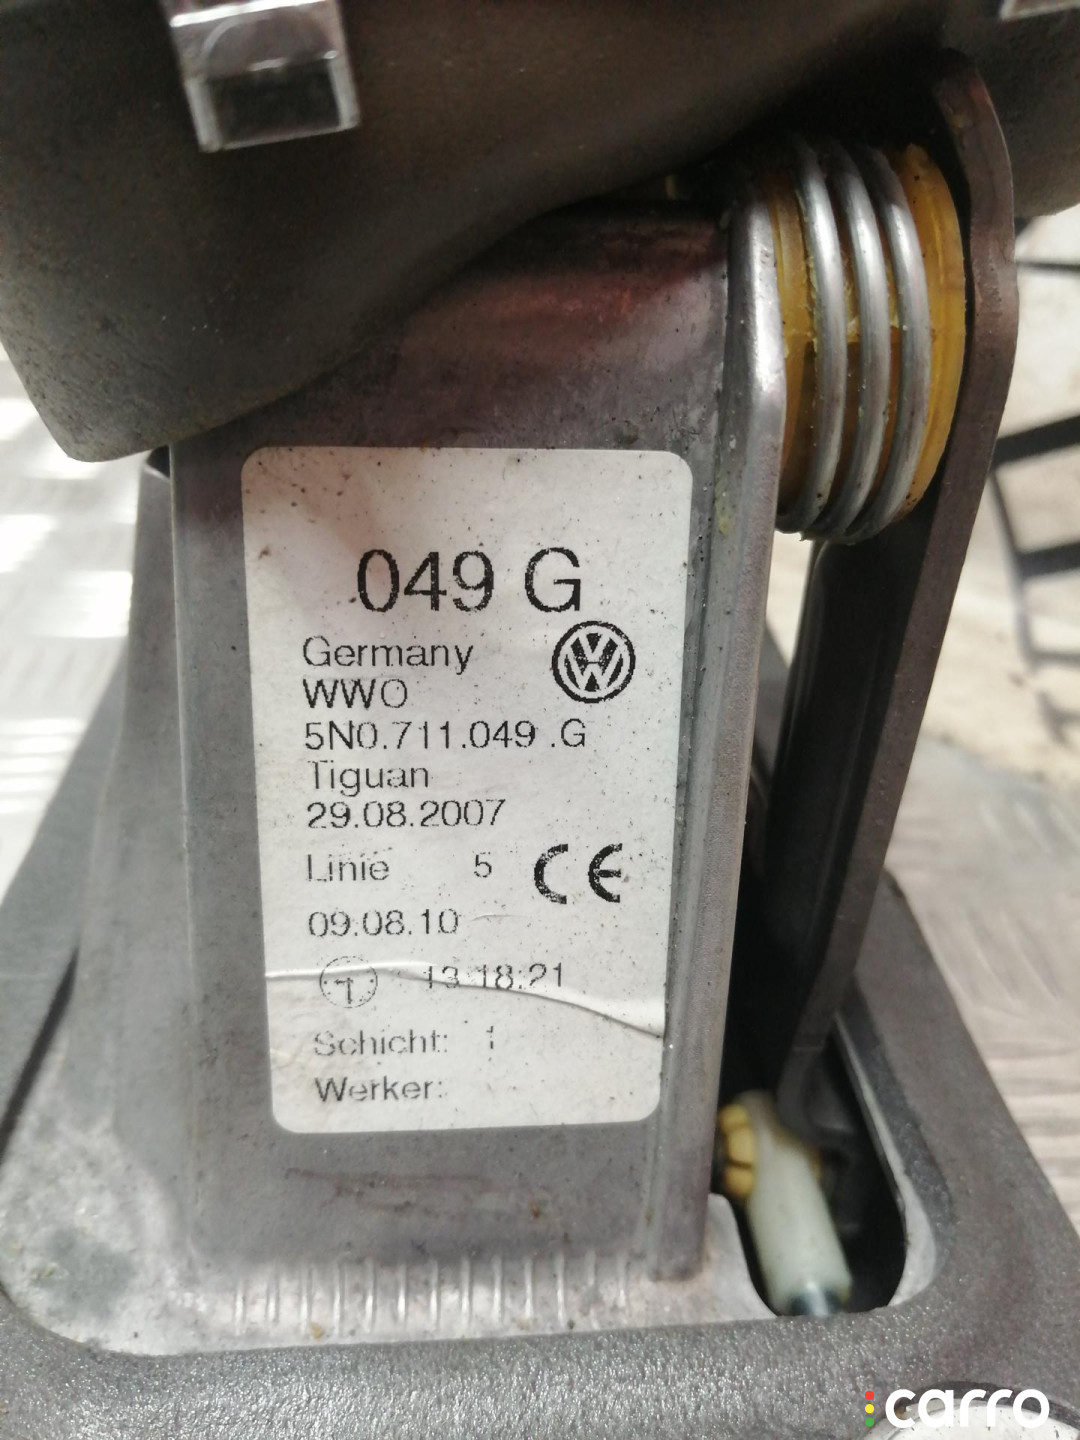 049 G
Germany
WWO
5N0.711.049 .G
Tiguan
29.08.2007
Linie 5 CE
09.08.10
1 13:18:21
Schicht: 1
Werker:
carro